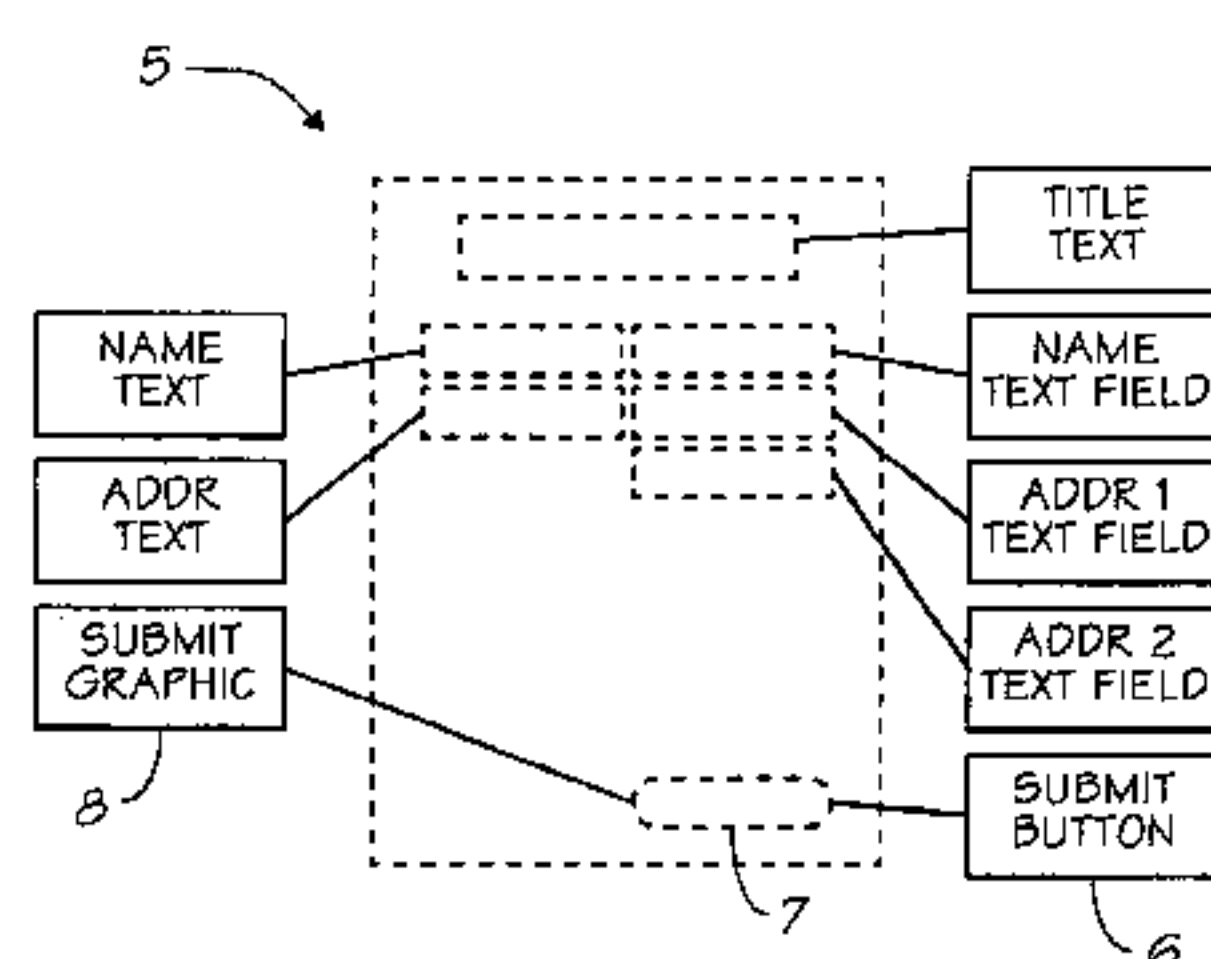 5
TITLE
TEXT
NAME
TEXT
NAME
TEXT FIELD
ADDR
TEXT
ADDR 1
TEXT FIELD
SUBMIT
GRAPHIC
ADDR 2
TEXT FIELD
SUBMIT
BUTTON
8
7
6